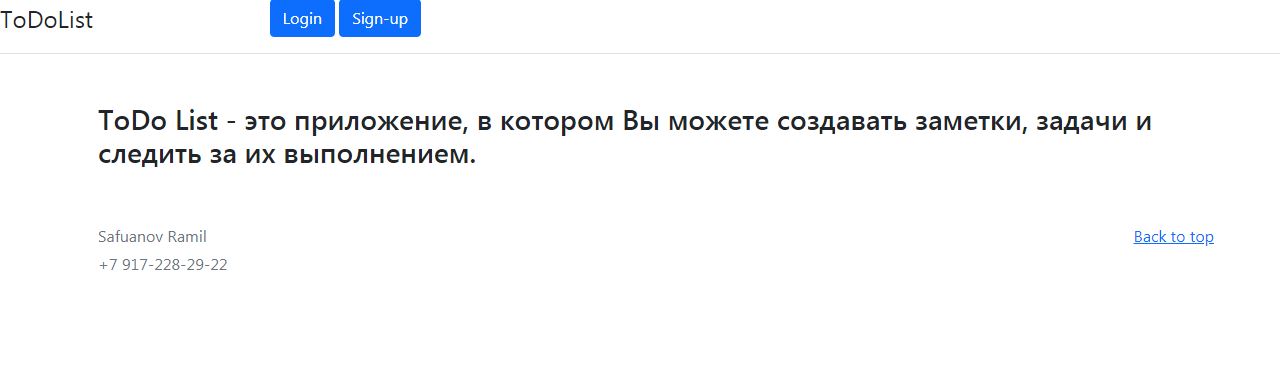 ToDoList
Login
Sign-up
ToDo List - это приложение, в котором Вы можете создавать заметки, задачи и
следить за их выполнением.
Safuanov Ramil
Back to top
+7 917-228-29-22